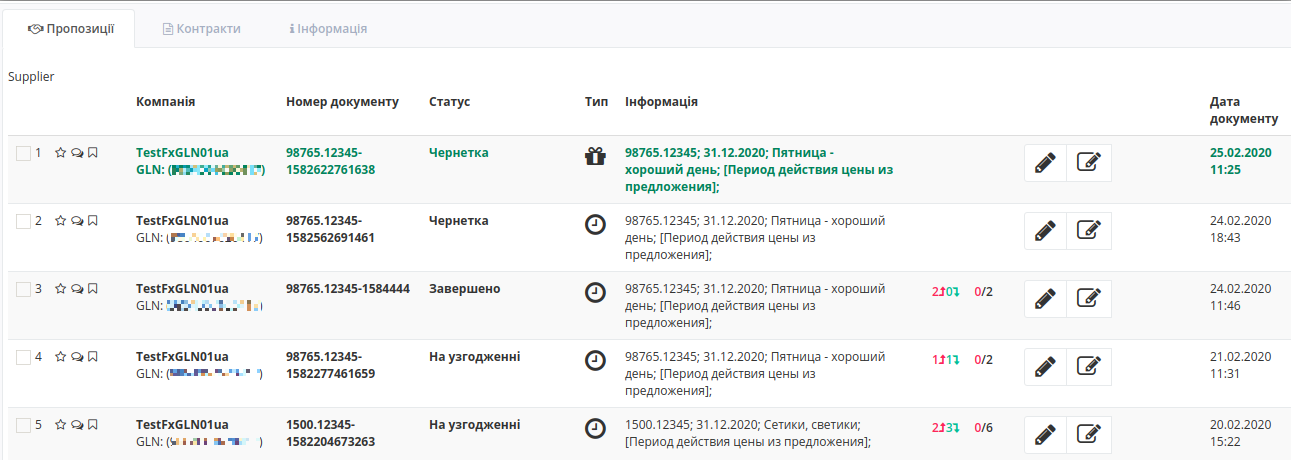 Пропозиції Контракти Інформація
Supplier
Компанія Номер документу Статус Тип Інформація Дата
документу
1 TestFxGLN01ua 98765.12345- Чернетка 98765.12345; 31.12.2020; Пятница - 25.02.2020
GLN: ( ) 1582622761638 хороший день; [Период действия цены из 11:25
предложения];
2 TestFxGLN01ua 98765.12345- Чернетка 98765.12345; 31.12.2020; Пятница - хороший 24.02.2020
GLN: ( ) 1582562691461 день; [Период действия цены из 18:43
предложения];
3 TestFxGLN01ua 98765.12345-1584444 Завершено 98765.12345; 31.12.2020; Пятница - хороший 2 0 0/2 24.02.2020
GLN: ( ) день; [Период действия цены из 11:46
предложения];
4 TestFxGLN01ua 98765.12345- На узгодженні 98765.12345; 31.12.2020; Пятница - хороший 1 1 0/2 21.02.2020
GLN: ( ) 1582277461659 день; [Период действия цены из 11:31
предложения];
5 TestFxGLN01ua 1500.12345- На узгодженні 1500.12345; 31.12.2020; Сетики, светики; 2 3 0/6 20.02.2020
GLN: ( ) 1582204673263 [Период действия цены из предложения]; 15:22